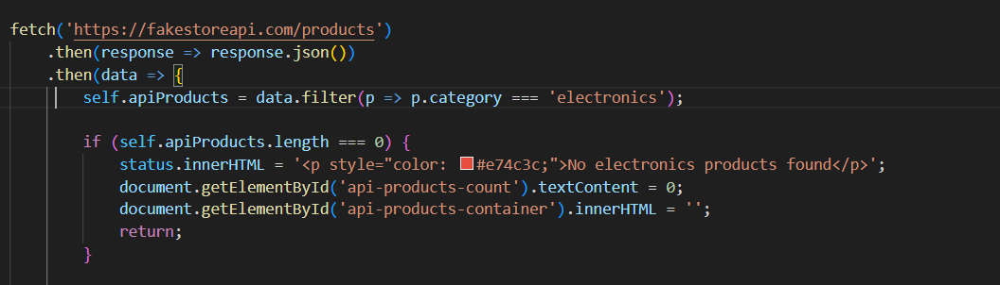 fetch('https://fakestoreapi.com/products')
.then(response => response.json())
.then(data => {
self.apiProducts = data.filter(p => p.category === 'electronics');
if (self.apiProducts.length === 0) {
status.innerHTML = '<p style="color: #e74c3c;">No electronics products found</p>';
document.getElementById('api-products-count').textContent = 0;
document.getElementById('api-products-container').innerHTML = '';
return;
}